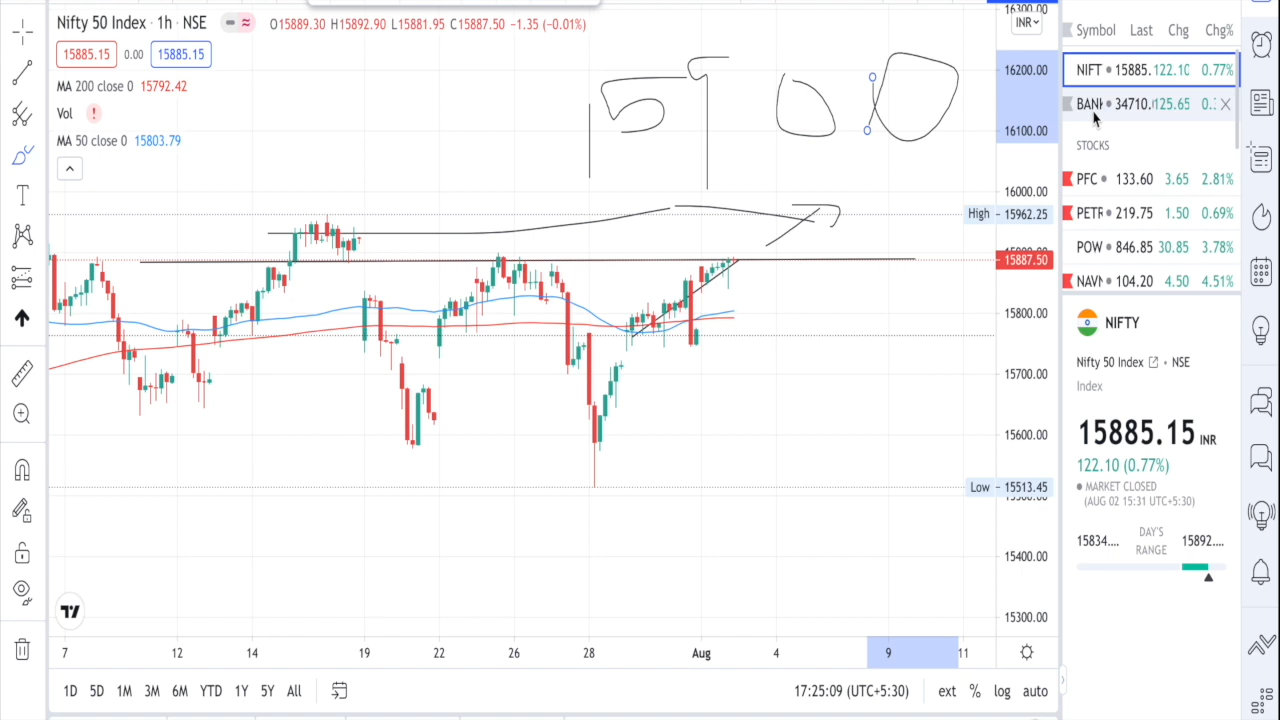 Nifty 50 Index · 1h · NSE
O15889.30 H15892.90 L15881.95 C15887.50 −1.35 (−0.01%)
15885.15 0.00 15885.15
MA 200 close 0 15792.42
Vol
MA 50 close 0 15803.79
15900
INR
16300.00
16200.00
16100.00
16000.00
High 15962.25
15887.50
15800.00
15700.00
15600.00
Low 15513.45
15400.00
15300.00
7 12 14 19 22 26 28 Aug 4 9 11
1D 5D 1M 3M 6M YTD 1Y 5Y All
17:25:09 (UTC+5:30) ext % log auto
Symbol Last Chg Chg%
NIFT 15885. 122.10 0.77%
BANK 34710. 125.65 0.
STOCKS
PFC 133.60 3.65 2.81%
PETR 219.75 1.50 0.69%
POW 846.85 30.85 3.78%
NAVN 104.20 4.50 4.51%
NIFTY
Nifty 50 Index · NSE
Index
15885.15 INR
122.10 (0.77%)
MARKET CLOSED
(AUG 02 15:31 UTC+5:30)
15834.... DAY'S RANGE 15892....